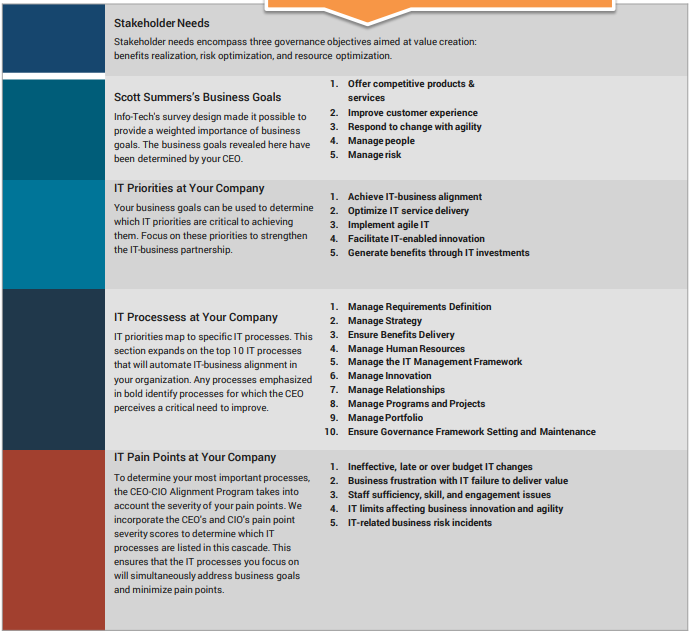 Stakeholder Needs
Stakeholder needs encompass three governance objectives aimed at value creation:
benefits realization, risk optimization, and resource optimization.
Scott Summers's Business Goals
Info-Tech's survey design made it possible to
provide a weighted importance of business
goals. The business goals revealed here have
been determined by your CEO.
1. Offer competitive products &
services
2. Improve customer experience
3. Respond to change with agility
4. Manage people
5. Manage risk
IT Priorities at Your Company
Your business goals can be used to determine
which IT priorities are critical to achieving
them. Focus on these priorities to strengthen
the IT-business partnership.
1. Achieve IT-business alignment
2. Optimize IT service delivery
3. Implement agile IT
4. Facilitate IT-enabled innovation
5. Generate benefits through IT investments
IT Processess at Your Company
IT priorities map to specific IT processes. This
section expands on the top 10 IT processes
that will automate IT-business alignment in
your organization. Any processes emphasized
in bold identify processes for which the CEO
perceives a critical need to improve.
1. Manage Requirements Definition
2. Manage Strategy
3. Ensure Benefits Delivery
4. Manage Human Resources
5. Manage the IT Management Framework
6. Manage Innovation
7. Manage Relationships
8. Manage Programs and Projects
9. Manage Portfolio
10. Ensure Governance Framework Setting and Maintenance
IT Pain Points at Your Company
To determine your most important processes,
the CEO-CIO Alignment Program takes into
account the severity of your pain points. We
incorporate the CEO's and CIO's pain point
severity scores to determine which IT
processes are listed in this cascade. This
ensures that the IT processes you focus on
will simultaneously address business goals
and minimize pain points.
1. Ineffective, late or over budget IT changes
2. Business frustration with IT failure to deliver value
3. Staff sufficiency, skill, and engagement issues
4. IT limits affecting business innovation and agility
5. IT-related business risk incidents